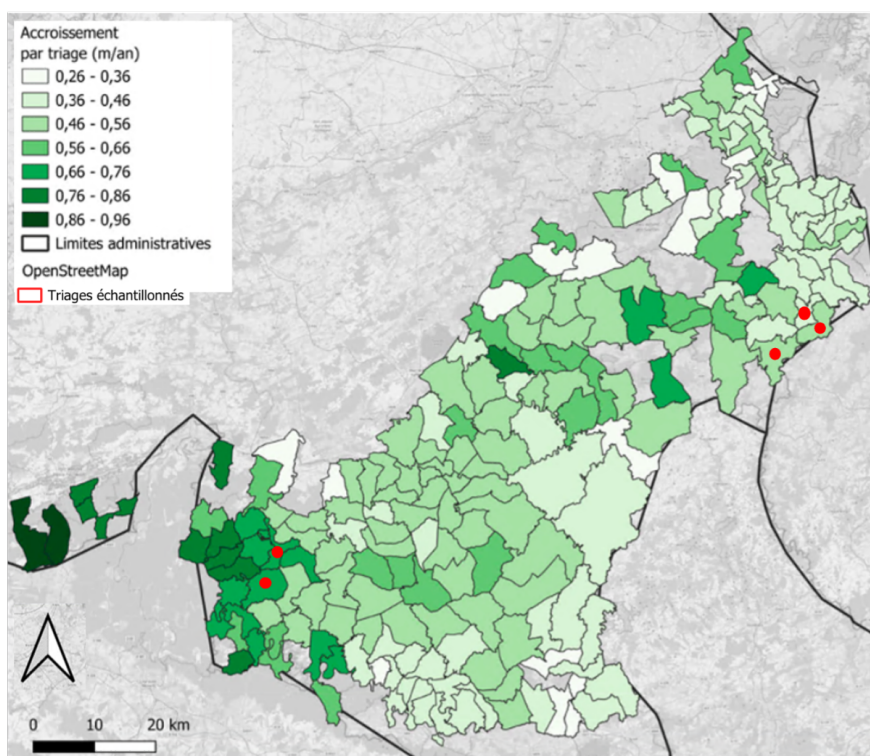 Accroissement
par triage (m/an)
0,26 - 0,36
0,36 - 0,46
0,46 - 0,56
0,56 - 0,66
0,66 - 0,76
0,76 - 0,86
0,86 - 0,96
Limites administratives
OpenStreetMap
Triages échantillonnés
0 10 20 km